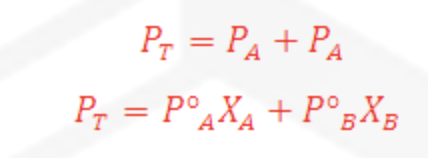 P_T = P_A + P_A
P_T = P°_A X_A + P°_B X_B